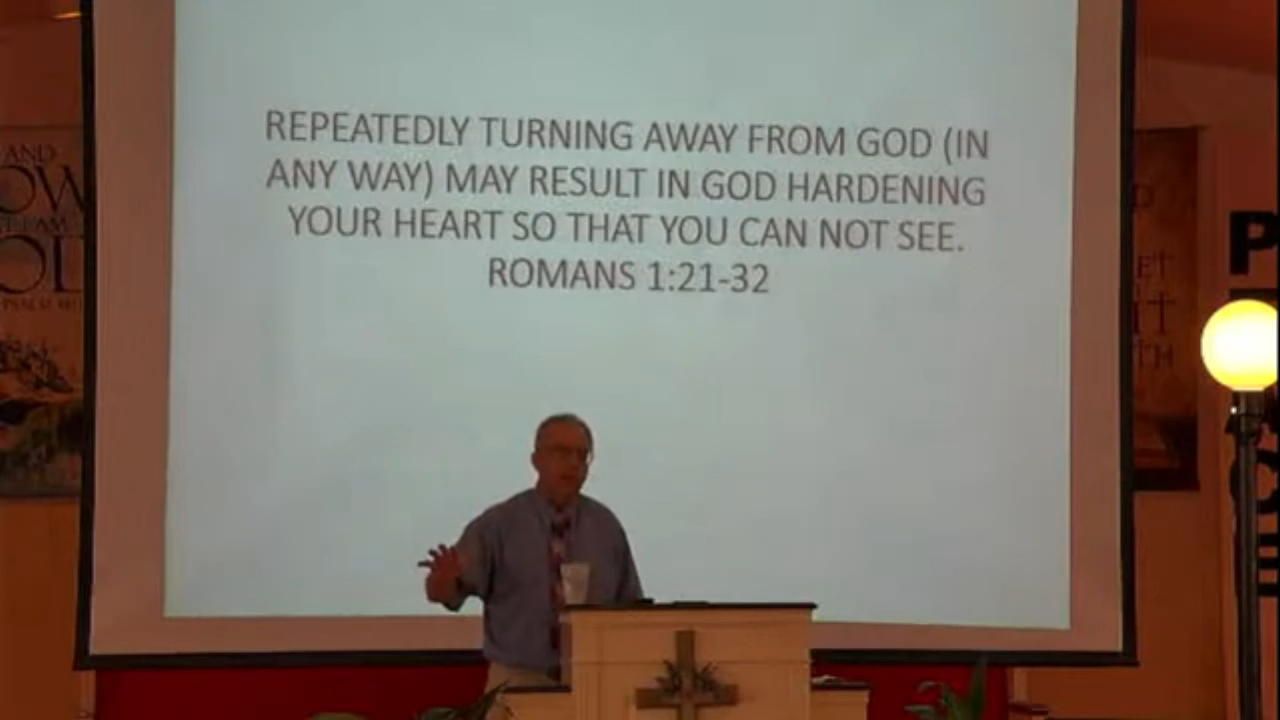 REPEATEDLY TURNING AWAY FROM GOD (IN
ANY WAY) MAY RESULT IN GOD HARDENING
YOUR HEART SO THAT YOU CAN NOT SEE.
ROMANS 1:21-32
AND